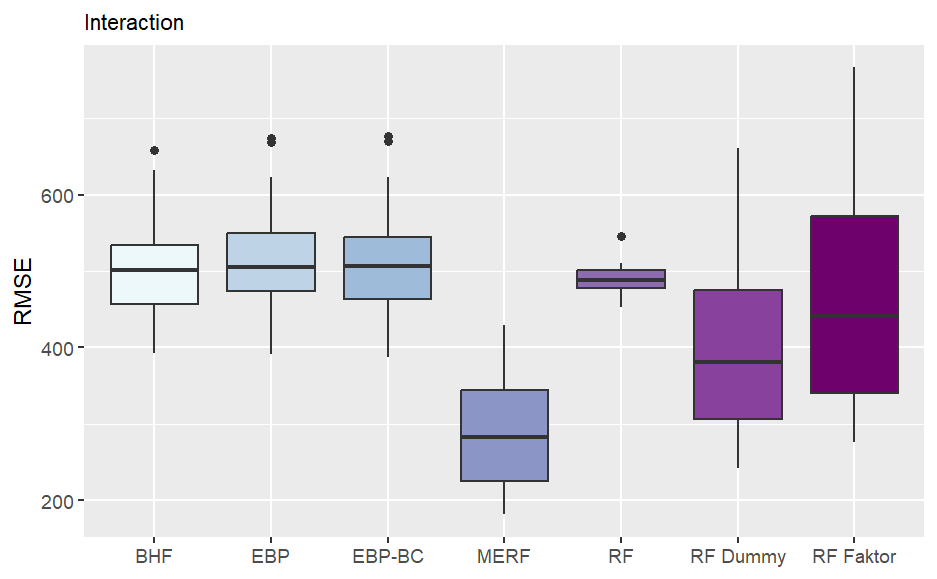 Interaction
RMSE
600
400
200
BHF EBP EBP-BC MERF RF RF Dummy RF Faktor